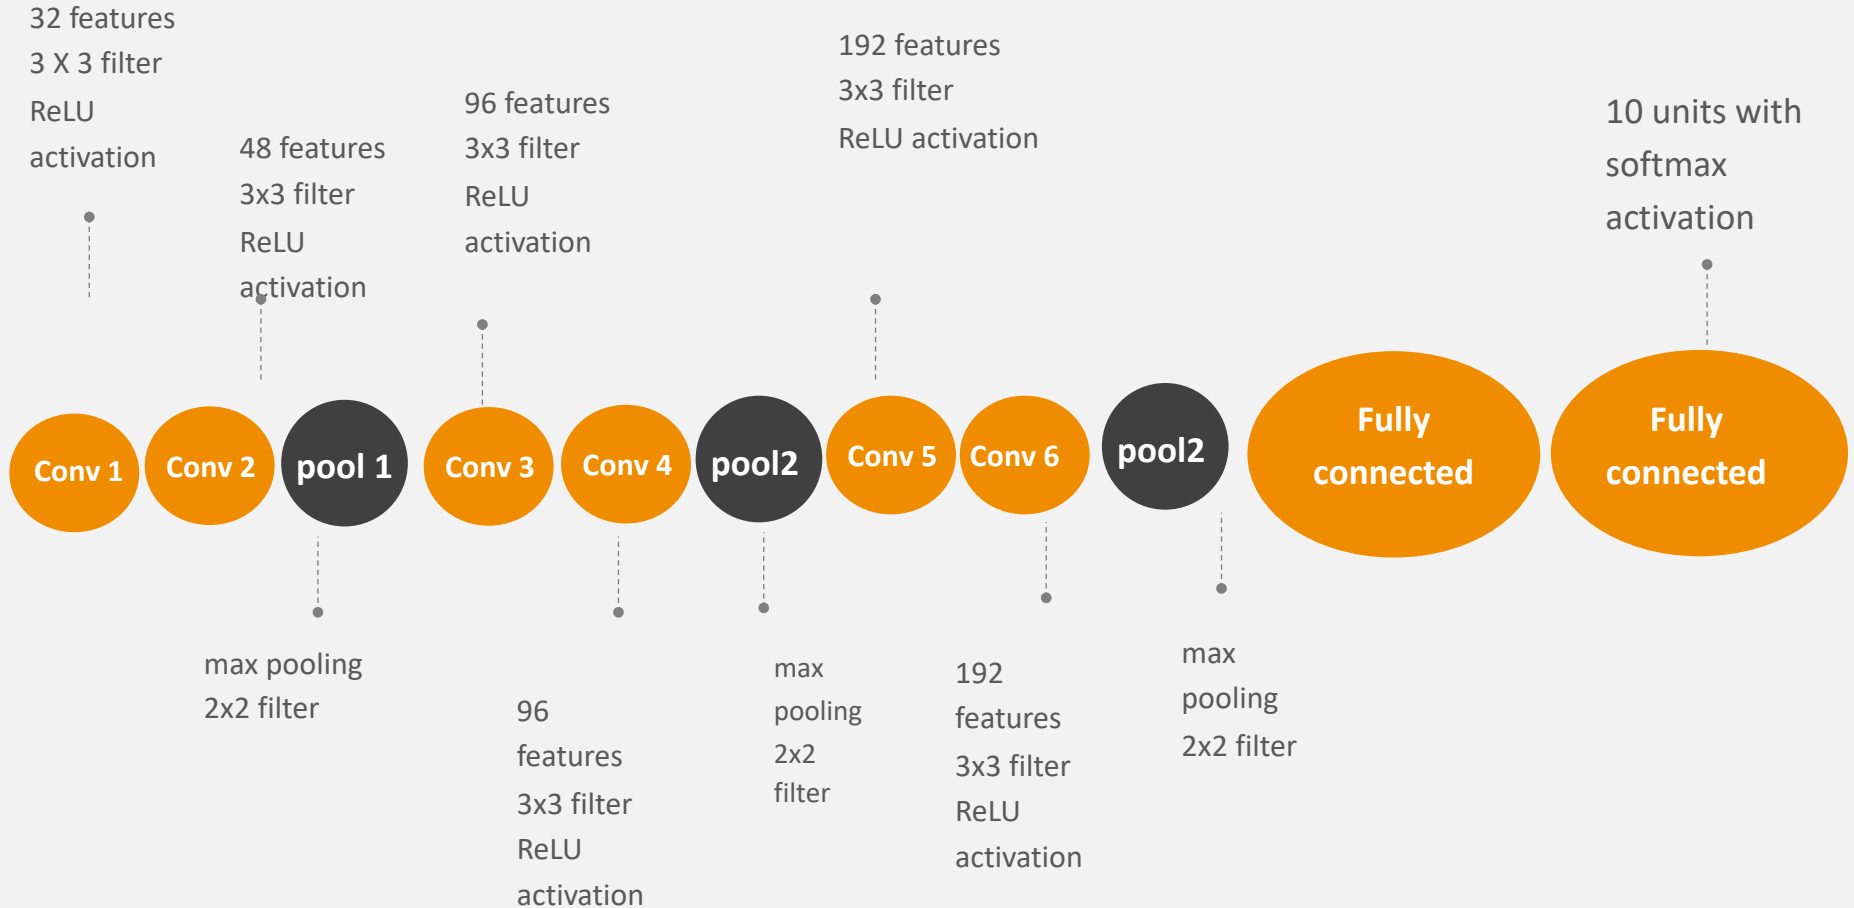 32 features
3 X 3 filter
ReLU
activation
48 features
3x3 filter
ReLU
activation
96 features
3x3 filter
ReLU
activation
192 features
3x3 filter
ReLU activation
10 units with
softmax
activation
Conv 1
Conv 2
pool 1
Conv 3
Conv 4
pool2
Conv 5
Conv 6
pool2
Fully
connected
Fully
connected
max pooling
2x2 filter
96
features
3x3 filter
ReLU
activation
max
pooling
2x2
filter
192
features
3x3 filter
ReLU
activation
max
pooling
2x2 filter